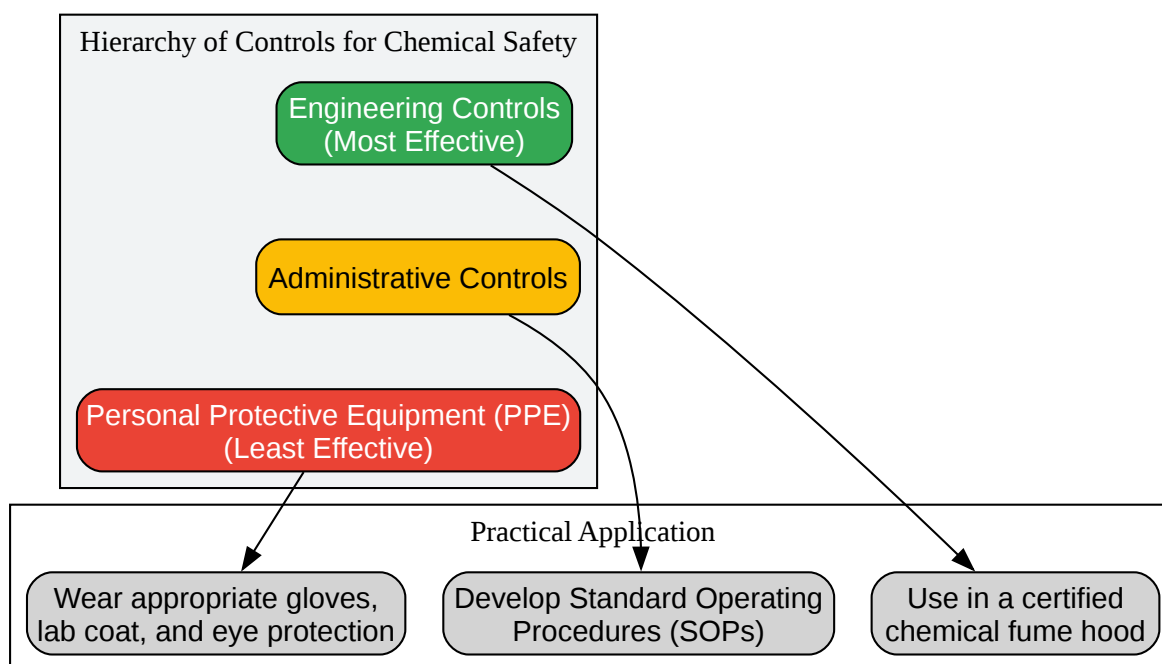 Hierarchy of Controls for Chemical Safety
Engineering Controls
(Most Effective)
Administrative Controls
Personal Protective Equipment (PPE)
(Least Effective)
Practical Application
Wear appropriate gloves,
lab coat, and eye protection
Develop Standard Operating
Procedures (SOPs)
Use in a certified
chemical fume hood